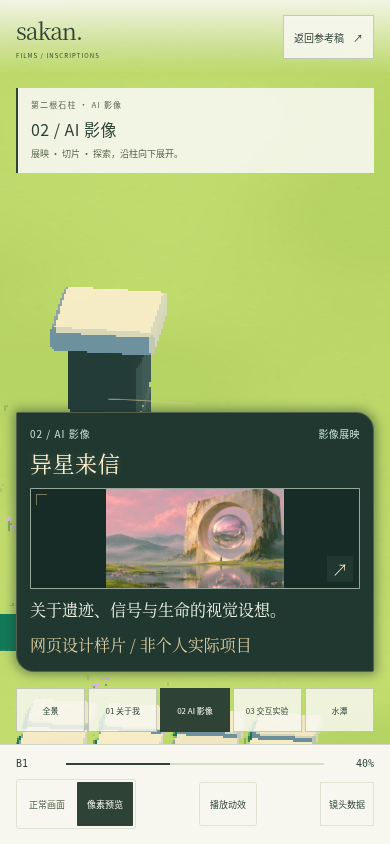 sakan.
FILMS / INSCRIPTIONS
返回参考稿 ↗
第二根石柱 · AI 影像
02 / AI 影像
展映 · 切片 · 探索，沿柱向下展开。
02 / AI 影像
影像展映
异星来信
↗
关于遗迹、信号与生命的视觉设想。
网页设计样片 / 非个人实际项目
全景 01 关于我 02 AI 影像 03 交互实验 水潭
B1 40%
正常画面 像素预览 播放动效 镜头数据